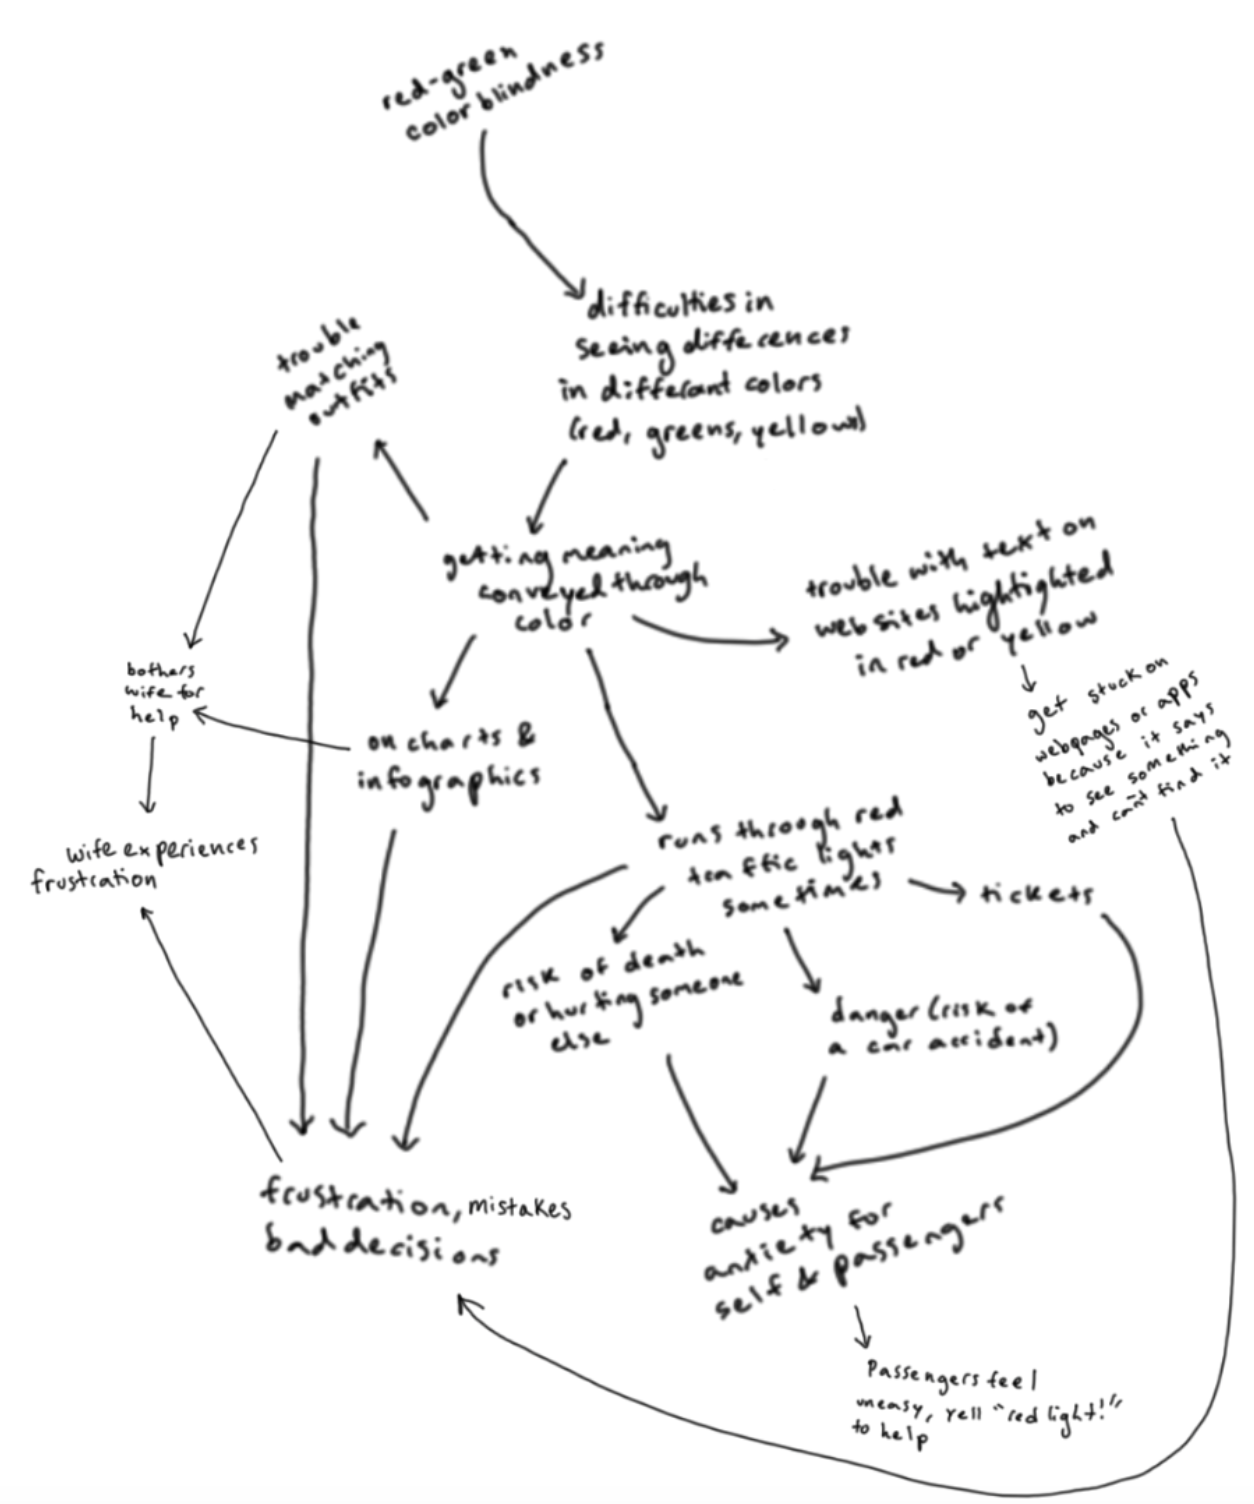 red-green
color blindness
difficulties in
seeing differences
in different colors
(red, greens, yellows)
trouble
matching
outfits
getting meaning
conveyed through
color
trouble with text on
websites highlighted
in red or yellow
get stuck on
webpages or apps
because it says
to see something
and can't find it
bothers
wife for
help
on charts &
infographics
wife experiences
frustration
runs through red
traffic lights
sometimes
tickets
risk of death
or hurting someone
else
danger (risk of
a car accident)
frustration, mistakes
bad decisions
causes
anxiety for
self & passengers
Passengers feel
uneasy, yell "red light!"
to help